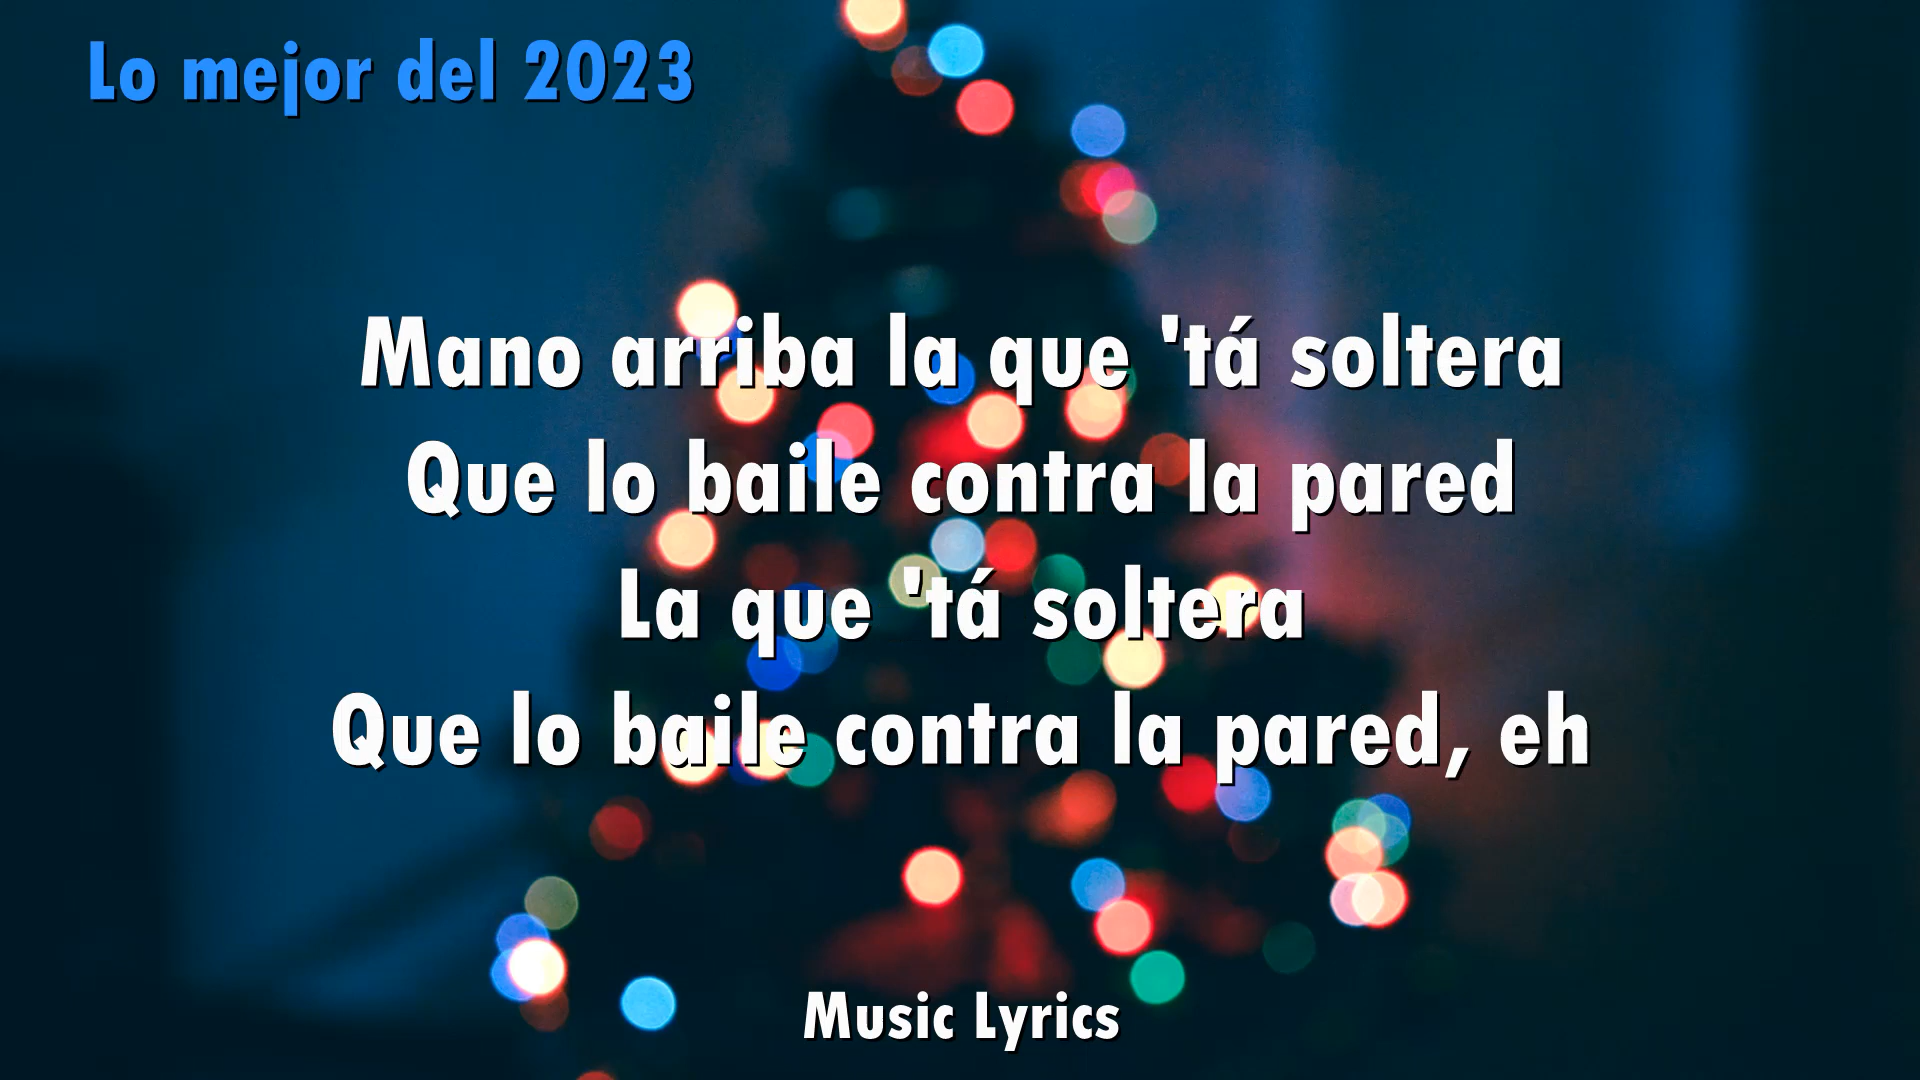 Lo mejor del 2023
Mano arriba la que 'tá soltera
Que lo baile contra la pared
La que 'tá soltera
Que lo baile contra la pared, eh
Music Lyrics